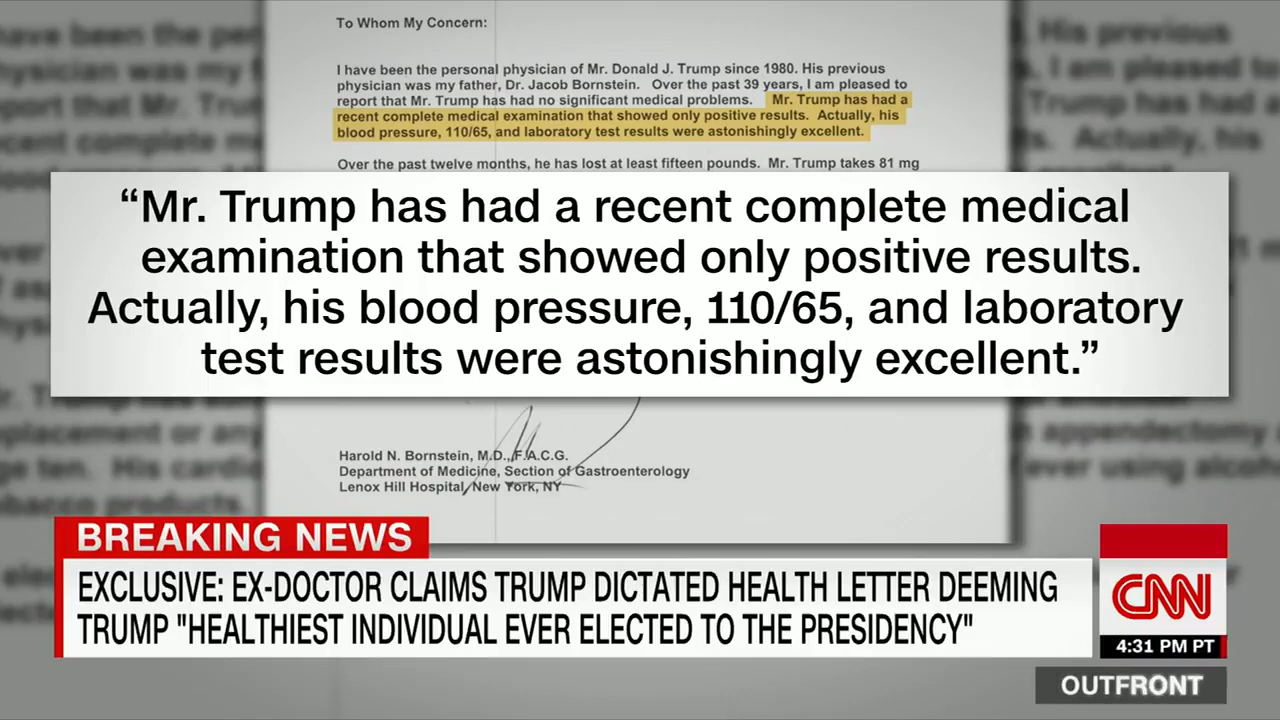 To Whom My Concern:
I have been the personal physician of Mr. Donald J. Trump since 1980. His previous
physician was my father, Dr. Jacob Bornstein. Over the past 39 years, I am pleased to
report that Mr. Trump has had no significant medical problems. Mr. Trump has had a
recent complete medical examination that showed only positive results. Actually, his
blood pressure, 110/65, and laboratory test results were astonishingly excellent.
Over the past twelve months, he has lost at least fifteen pounds. Mr. Trump takes 81 mg
“Mr. Trump has had a recent complete medical
examination that showed only positive results.
Actually, his blood pressure, 110/65, and laboratory
test results were astonishingly excellent.”
Harold N. Bornstein, M.D., F.A.C.G.
Department of Medicine, Section of Gastroenterology
Lenox Hill Hospital, New York, NY
BREAKING NEWS
EXCLUSIVE: EX-DOCTOR CLAIMS TRUMP DICTATED HEALTH LETTER DEEMING
TRUMP "HEALTHIEST INDIVIDUAL EVER ELECTED TO THE PRESIDENCY"
CNN
4:31 PM PT
OUTFRONT